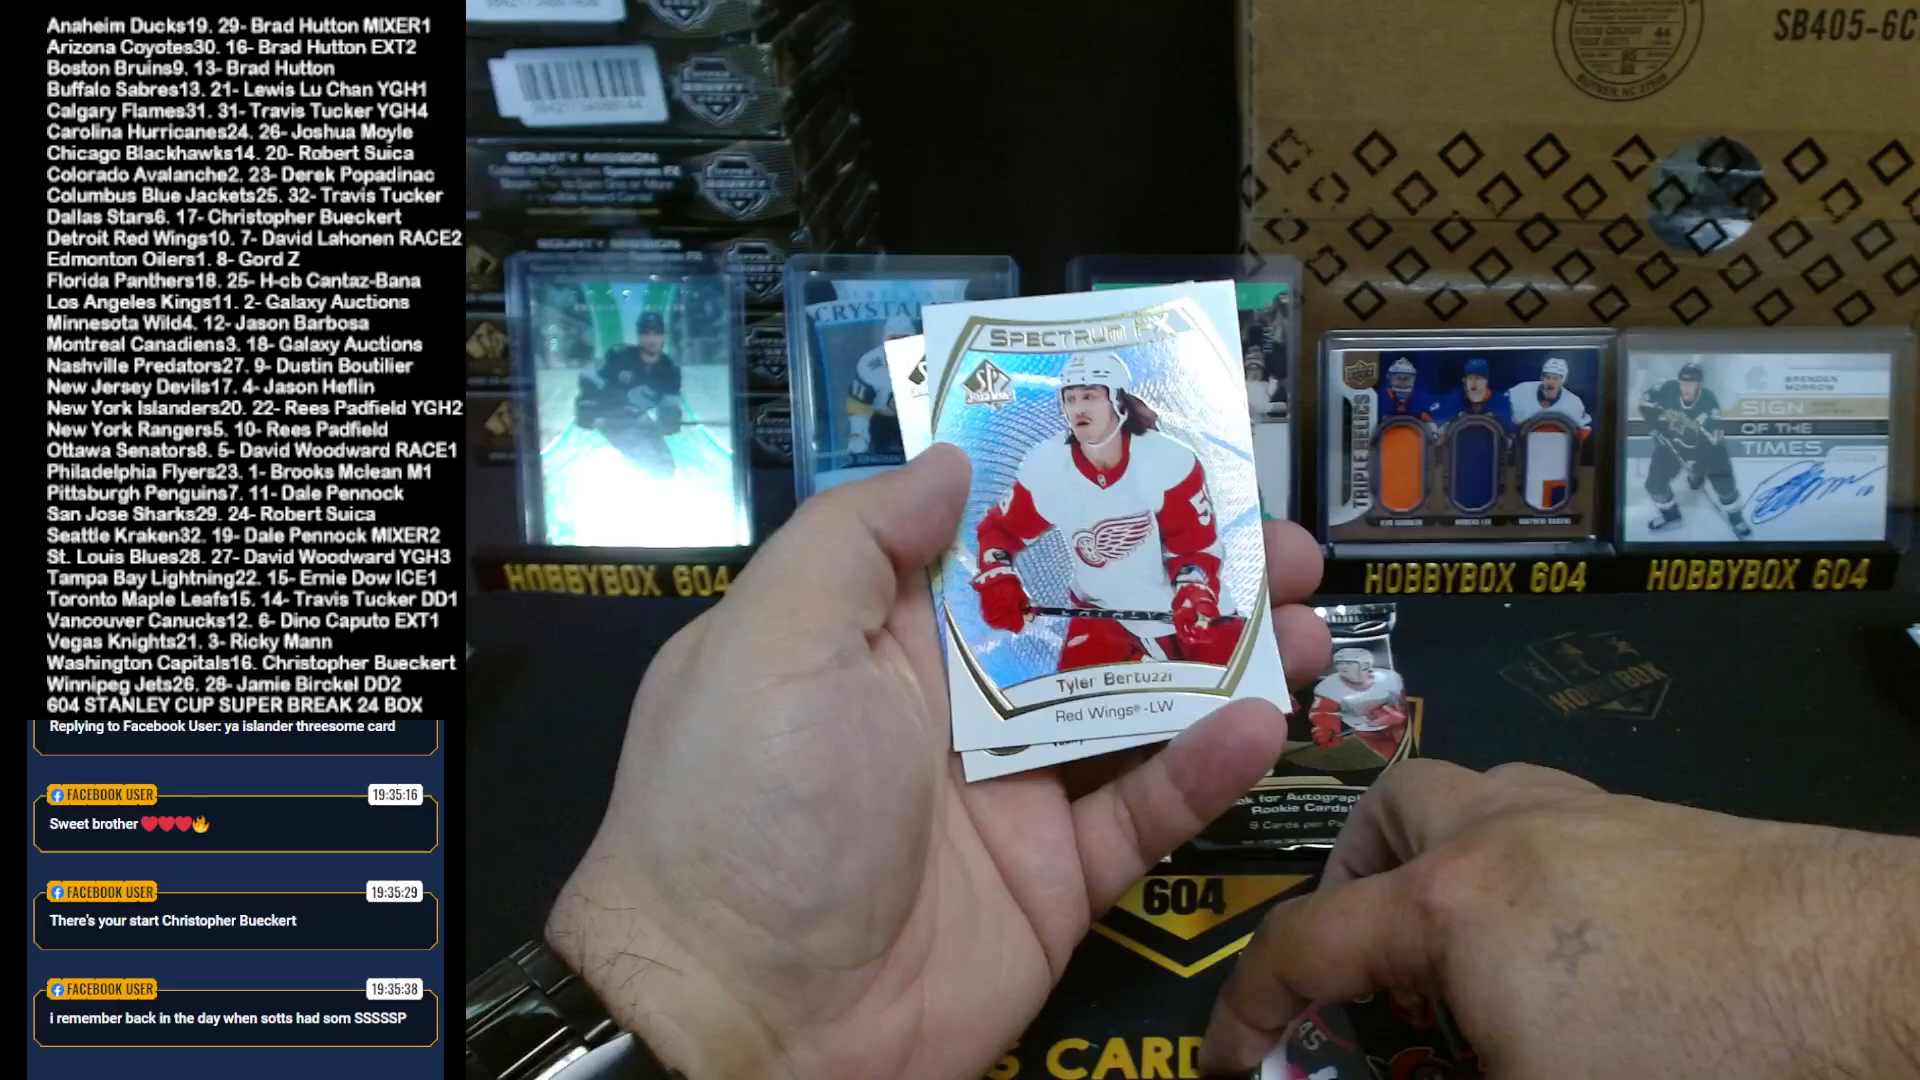 Anaheim Ducks19. 29- Brad Hutton MIXER1
Arizona Coyotes30. 16- Brad Hutton EXT2
Boston Bruins9. 13- Brad Hutton
Buffalo Sabres13. 21- Lewis Lu Chan YGH1
Calgary Flames31. 31- Travis Tucker YGH4
Carolina Hurricanes24. 26- Joshua Moyle
Chicago Blackhawks14. 20- Robert Suica
Colorado Avalanche2. 23- Derek Popadinac
Columbus Blue Jackets25. 32- Travis Tucker
Dallas Stars6. 17- Christopher Bueckert
Detroit Red Wings10. 7- David Lahonen RACE2
Edmonton Oilers1. 8- Gord Z
Florida Panthers18. 25- H-cb Cantaz-Bana
Los Angeles Kings11. 2- Galaxy Auctions
Minnesota Wild4. 12- Jason Barbosa
Montreal Canadiens3. 18- Galaxy Auctions
Nashville Predators27. 9- Dustin Boutilier
New Jersey Devils17. 4- Jason Heflin
New York Islanders20. 22- Rees Padfield YGH2
New York Rangers5. 10- Rees Padfield
Ottawa Senators8. 5- David Woodward RACE1
Philadelphia Flyers23. 1- Brooks Mclean M1
Pittsburgh Penguins7. 11- Dale Pennock
San Jose Sharks29. 24- Robert Suica
Seattle Kraken32. 19- Dale Pennock MIXER2
St. Louis Blues28. 27- David Woodward YGH3
Tampa Bay Lightning22. 15- Ernie Dow ICE1
Toronto Maple Leafs15. 14- Travis Tucker DD1
Vancouver Canucks12. 6- Dino Caputo EXT1
Vegas Knights21. 3- Ricky Mann
Washington Capitals16. Christopher Bueckert
Winnipeg Jets26. 28- Jamie Birckel DD2
604 STANLEY CUP SUPER BREAK 24 BOX
Replying to Facebook User: ya islander threesome card
FACEBOOK USER 19:35:16
Sweet brother ❤️❤️❤️🔥
FACEBOOK USER 19:35:29
There's your start Christopher Bueckert
FACEBOOK USER 19:35:38
i remember back in the day when sotts had som SSSSSP
SB405-6C
BOUNTY MISSION
CRYSTAL
SPECTRUM FX
SP
Tyler Bertuzzi
Red Wings® -LW
TRIPLE RELICS
BRENDEN
MORROW
SIGN
OF THE
TIMES
HOBBYBOX 604
HOBBYBOX 604
HOBBYBOX 604
for Autograph
Rookie Cards!
9 Cards per Pa
604
S CARD
45